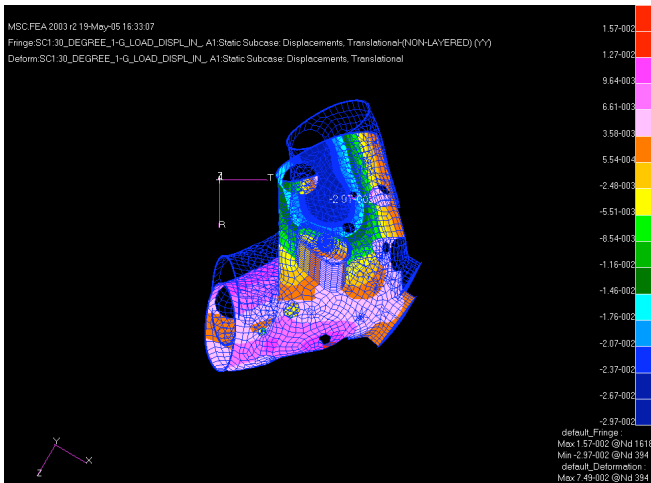 MSC.FEA 2003 r2 19-May-05 16:33:07
Fringe:SC1:30_DEGREE_1-G_LOAD_DISPL_IN_, A1:Static Subcase: Displacements, Translational-(NON-LAYERED) (YY)
Deform:SC1:30_DEGREE_1-G_LOAD_DISPL_IN_, A1:Static Subcase: Displacements, Translational
1.57-002
1.27-002
9.64-003
6.61-003
3.58-003
5.54-004
-2.48-003
-5.51-003
-8.54-003
-1.16-002
-1.46-002
-1.76-002
-2.07-002
-2.37-002
-2.67-002
-2.97-002
Z
T
R
Y
X
Z
default_Fringe :
Max 1.57-002 @Nd 1618
Min -2.97-002 @Nd 394
default_Deformation :
Max 7.49-002 @Nd 394